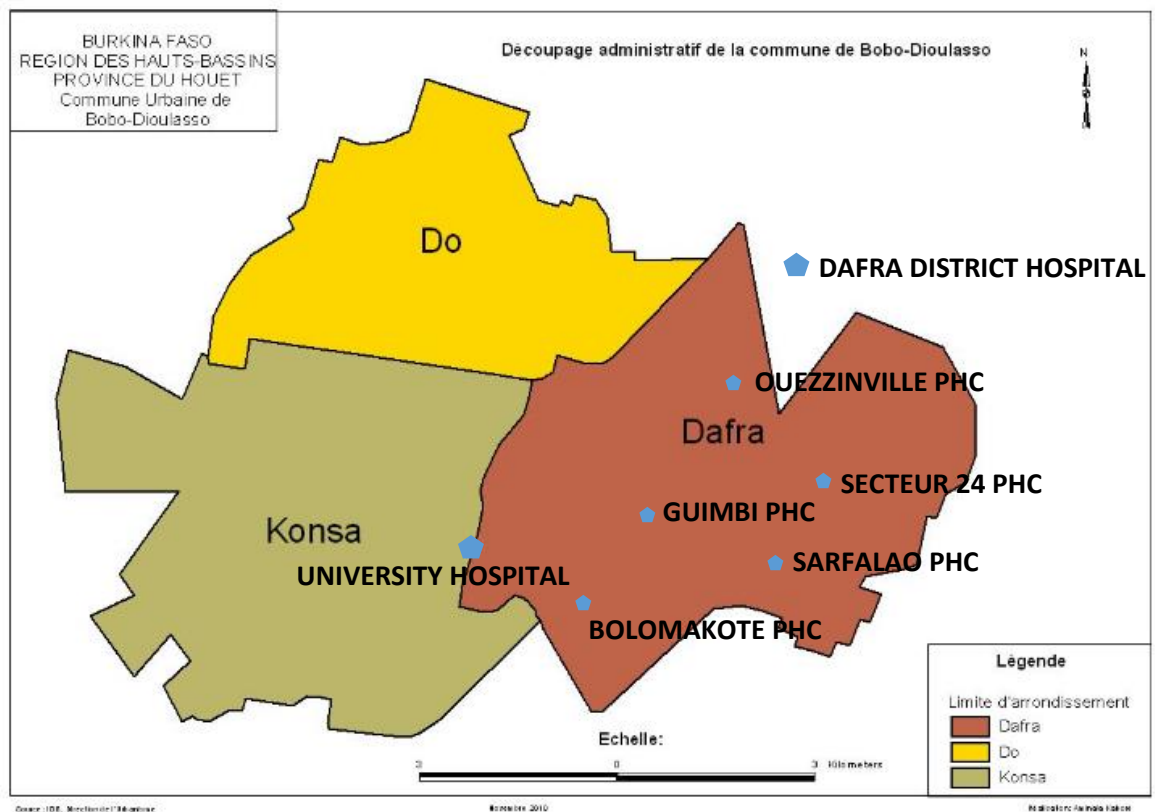 BURKINA FASO
REGION DES HAUTS-BASSINS
PROVINCE DU HOUET
Commune Urbaine de
Bobo-Dioulasso
Découpage administratif de la commune de Bobo-Dioulasso
N
Do
DAFRA DISTRICT HOSPITAL
OUEZZINVILLE PHC
Dafra
SECTEUR 24 PHC
GUIMBI PHC
Konsa
SARFALAO PHC
UNIVERSITY HOSPITAL
BOLOMAKOTE PHC
Légende
Limite d'arrondissement
Dafra
Do
Konsa
Echelle:
3 0 3 Kilometers
Novembre 2010